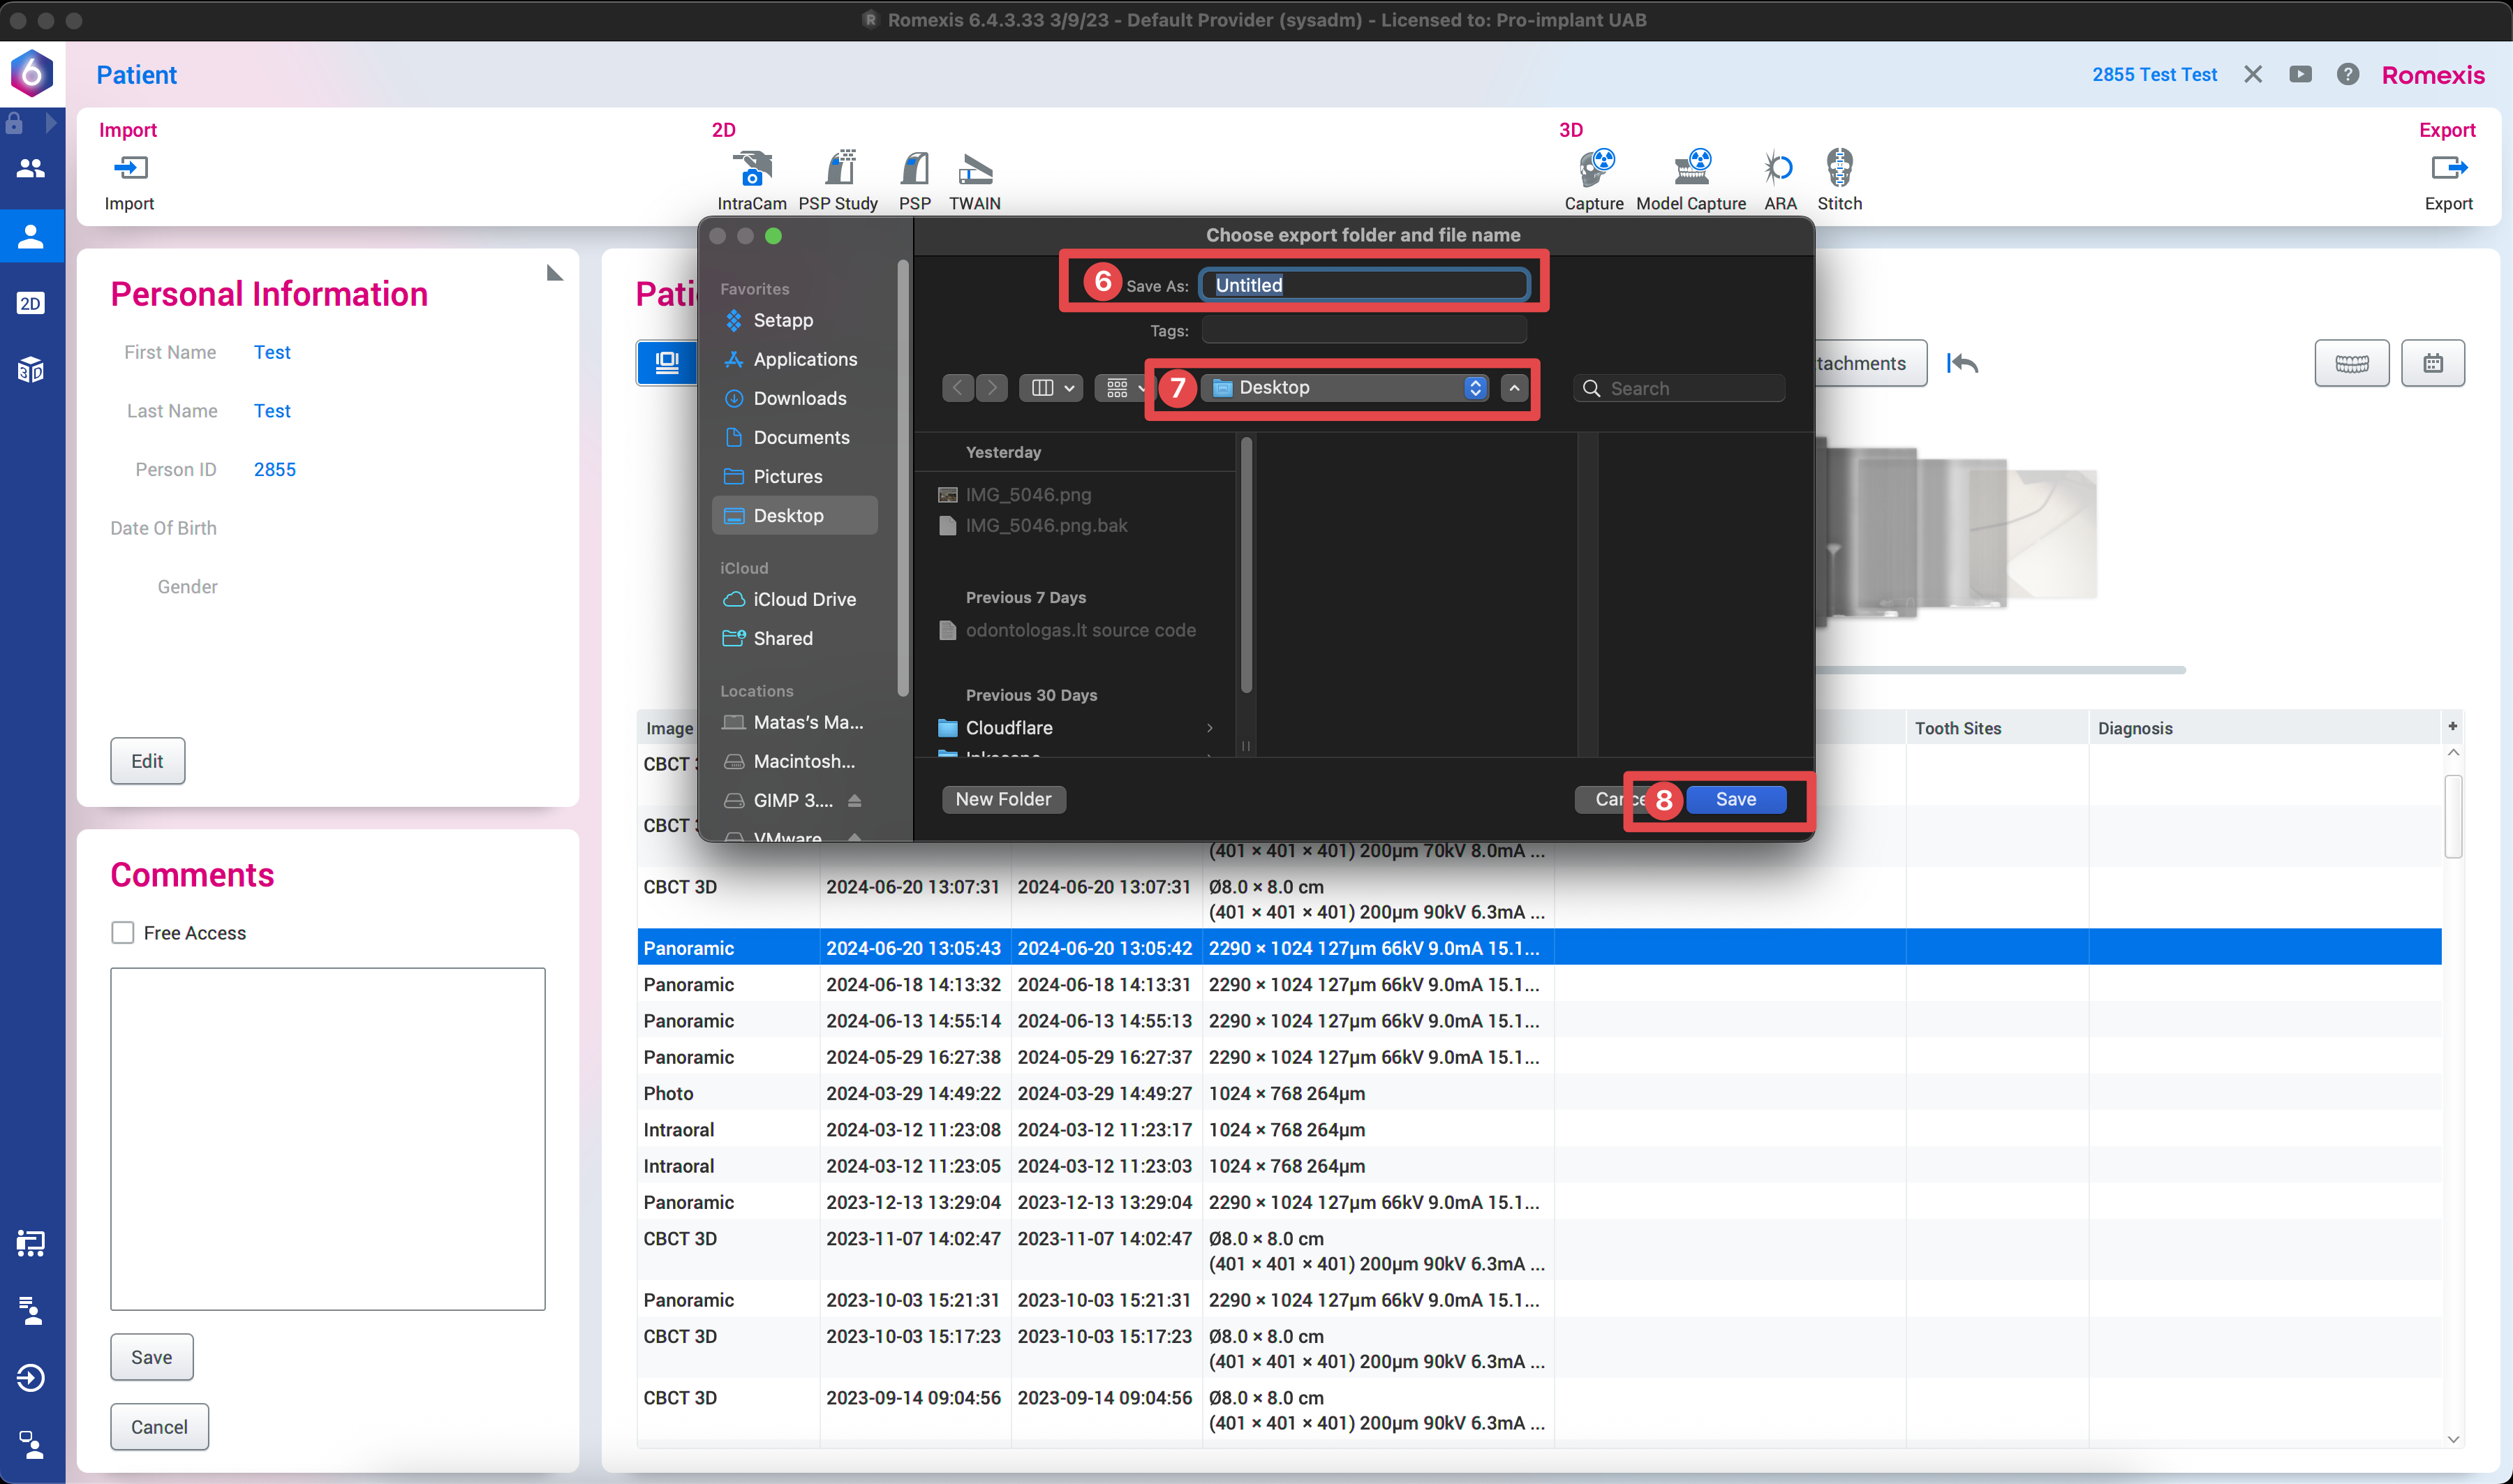 Romexis 6.4.3.33 3/9/23 - Default Provider (sysadm) - Licensed to: Pro-implant UAB
6
Patient
2855 Test Test
Romexis
Import
2D
3D
Export
Import
IntraCam
PSP Study
PSP
TWAIN
Capture
Model Capture
ARA
Stitch
Export
2D
3D
Personal Information
First Name Test
Last Name Test
Person ID 2855
Date Of Birth
Gender
Edit
Comments
Free Access
Save
Cancel
Choose export folder and file name
6 Save As: Untitled
Tags:
7 Desktop
Search
Favorites
Setapp
Applications
Downloads
Documents
Pictures
Desktop
iCloud
iCloud Drive
Shared
Locations
Matas's Ma...
Macintosh...
GIMP 3....
VMware
Yesterday
IMG_5046.png
IMG_5046.png.bak
Previous 7 Days
odontologas.lt source code
Previous 30 Days
Cloudflare
New Folder
8 Save
tachments
Image
Tooth Sites
Diagnosis
+
CBCT
CBCT
(401 × 401 × 401) 200µm 70kV 8.0mA ...
CBCT 3D 2024-06-20 13:07:31 2024-06-20 13:07:31 Ø8.0 × 8.0 cm
(401 × 401 × 401) 200µm 90kV 6.3mA ...
Panoramic 2024-06-20 13:05:43 2024-06-20 13:05:42 2290 × 1024 127µm 66kV 9.0mA 15.1...
Panoramic 2024-06-18 14:13:32 2024-06-18 14:13:31 2290 × 1024 127µm 66kV 9.0mA 15.1...
Panoramic 2024-06-13 14:55:14 2024-06-13 14:55:13 2290 × 1024 127µm 66kV 9.0mA 15.1...
Panoramic 2024-05-29 16:27:38 2024-05-29 16:27:37 2290 × 1024 127µm 66kV 9.0mA 15.1...
Photo 2024-03-29 14:49:22 2024-03-29 14:49:27 1024 × 768 264µm
Intraoral 2024-03-12 11:23:08 2024-03-12 11:23:17 1024 × 768 264µm
Intraoral 2024-03-12 11:23:05 2024-03-12 11:23:03 1024 × 768 264µm
Panoramic 2023-12-13 13:29:04 2023-12-13 13:29:04 2290 × 1024 127µm 66kV 9.0mA 15.1...
CBCT 3D 2023-11-07 14:02:47 2023-11-07 14:02:47 Ø8.0 × 8.0 cm
(401 × 401 × 401) 200µm 90kV 6.3mA ...
Panoramic 2023-10-03 15:21:31 2023-10-03 15:21:31 2290 × 1024 127µm 66kV 9.0mA 15.1...
CBCT 3D 2023-10-03 15:17:23 2023-10-03 15:17:23 Ø8.0 × 8.0 cm
(401 × 401 × 401) 200µm 90kV 6.3mA ...
CBCT 3D 2023-09-14 09:04:56 2023-09-14 09:04:56 Ø8.0 × 8.0 cm
(401 × 401 × 401) 200µm 90kV 6.3mA ...